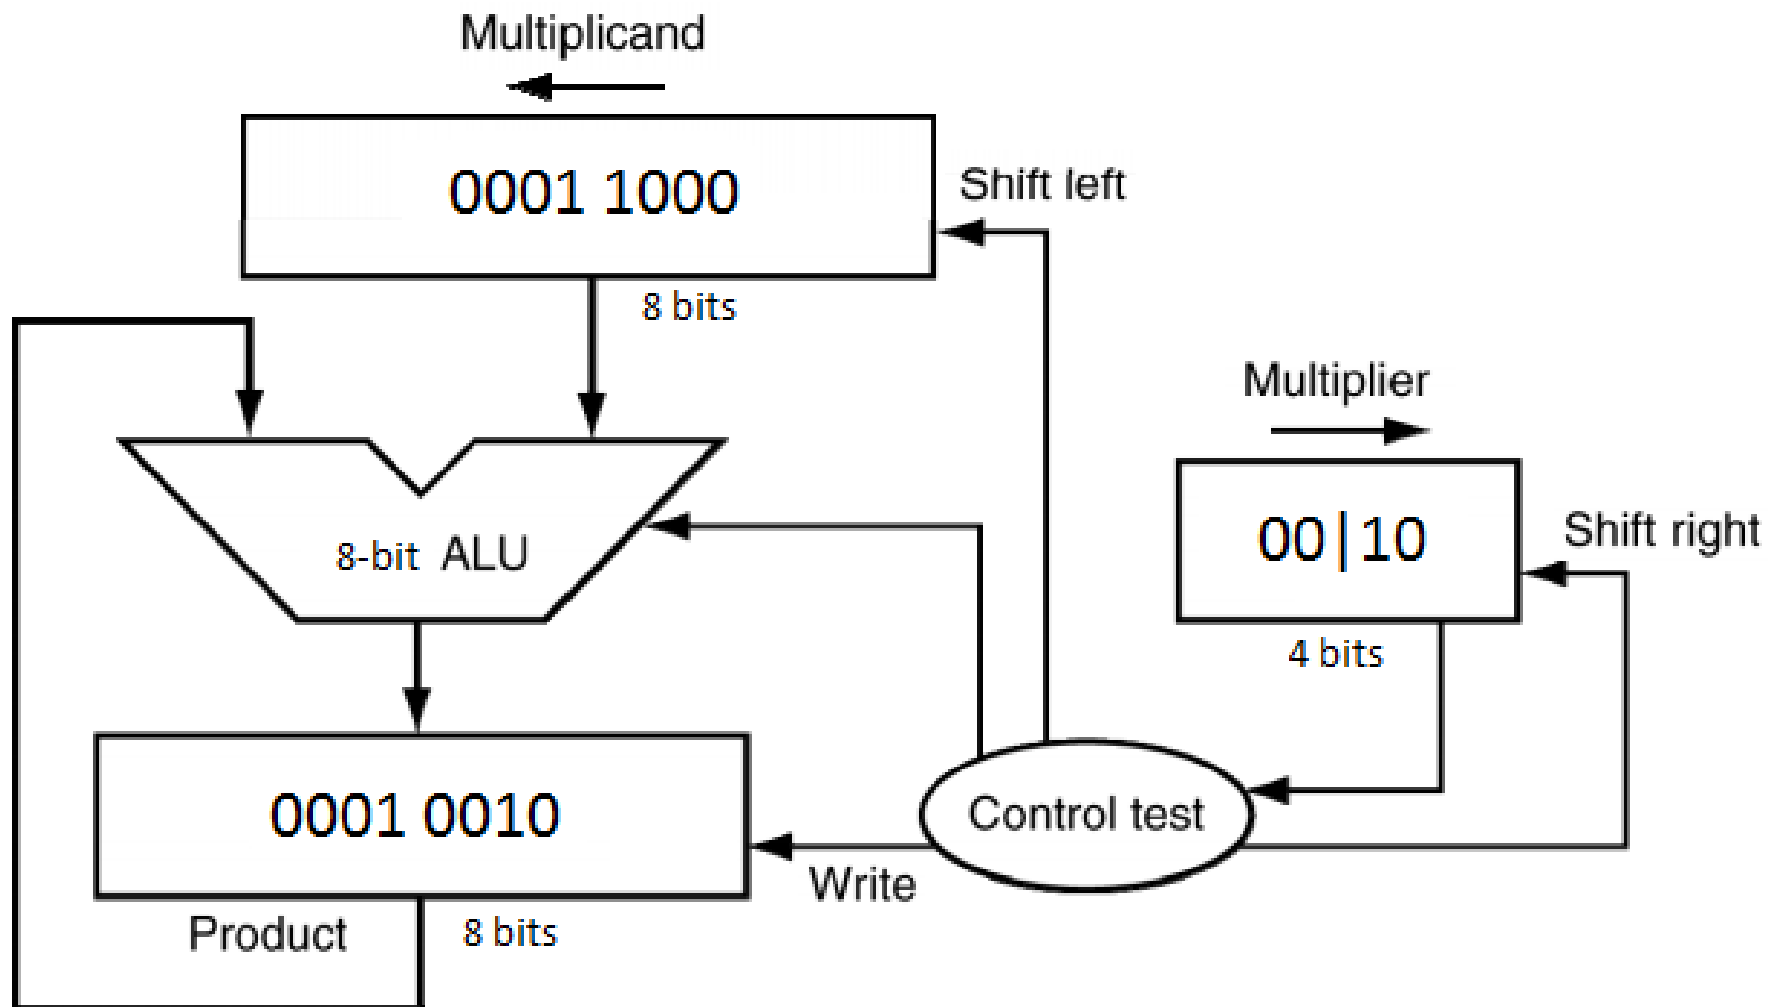 Multiplicand
0001 1000
Shift left
8 bits
Multiplier
00|10
Shift right
4 bits
8-bit ALU
0001 0010
Control test
Write
Product
8 bits